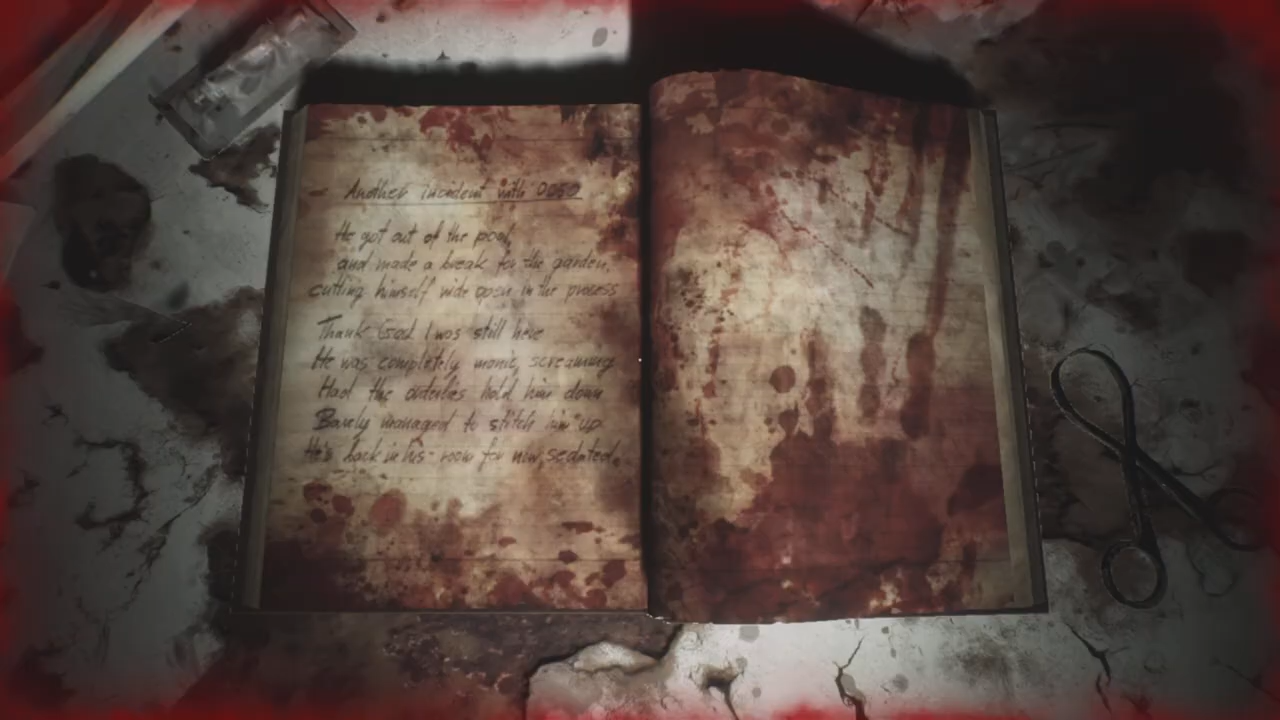 Another incident with 0050
He got out of the pool,
and made a break for the garden,
cutting himself wide open in the process
Thank God I was still here
He was completely manic, screaming
Had the orderlies hold him down
Barely managed to stitch him up
He's back in his room for now, sedated.